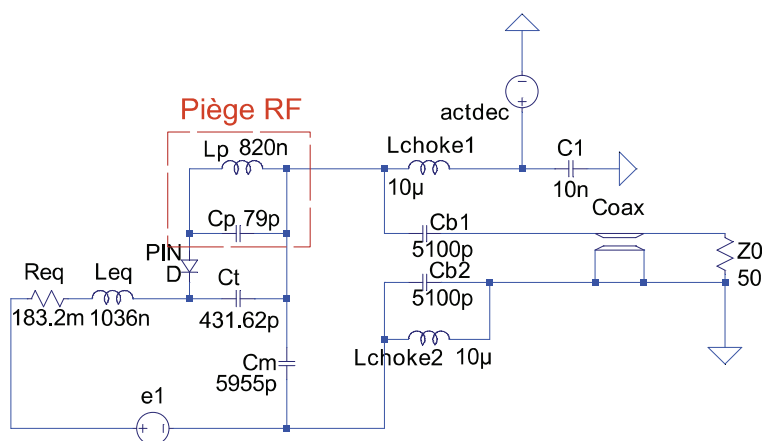 actdec
Piège RF
Lp 820n
Lchoke1
10µ
C1
10n
Coax
Cp 79p
Cb1
5100p
PIN
D
Cb2
5100p
Z0
50
Req
183.2m
Leq
1036n
Ct
431.62p
Lchoke2 10µ
Cm
5955p
e1